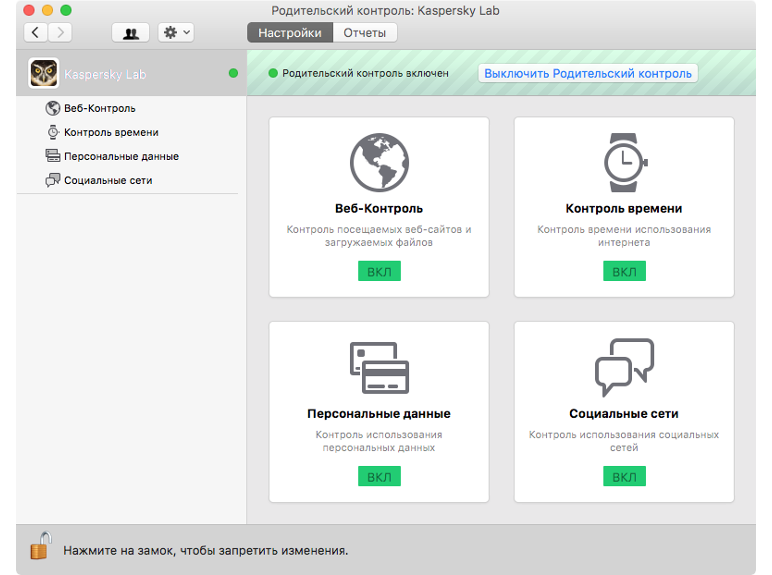 Родительский контроль: Kaspersky Lab
Настройки
Отчеты
Kaspersky Lab
Родительский контроль включен
Выключить Родительский контроль
Веб-Контроль
Контроль времени
Персональные данные
Социальные сети
Веб-Контроль
Контроль посещаемых веб-сайтов и
загружаемых файлов
ВКЛ
Контроль времени
Контроль времени использования
интернета
ВКЛ
Персональные данные
Контроль использования
персональных данных
ВКЛ
Социальные сети
Контроль использования социальных
сетей
ВКЛ
Нажмите на замок, чтобы запретить изменения.